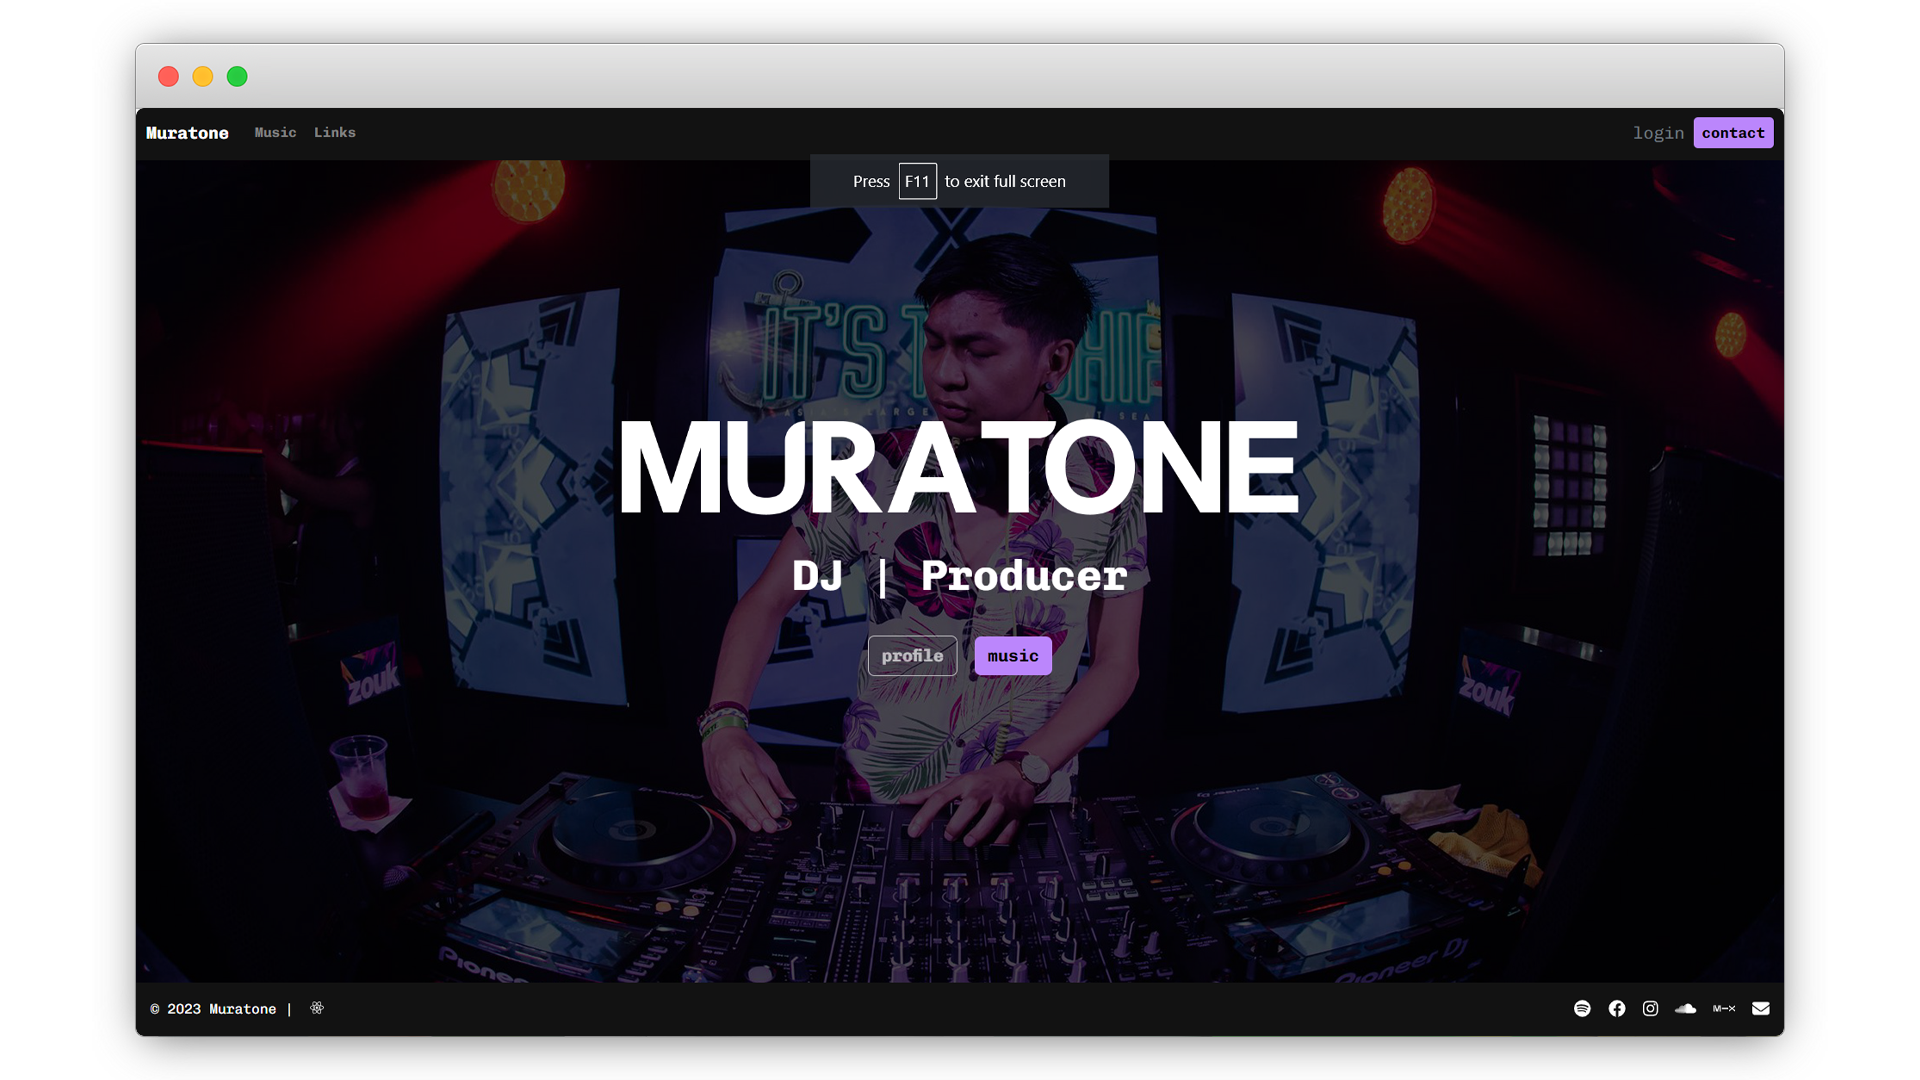 Muratone Music Links login contact
Press F11 to exit full screen
IT'S T SHIP
MURATONE
DJ | Producer
profile music
zouk zouk
Pioneer Pioneer DJ
© 2023 Muratone |
M-X